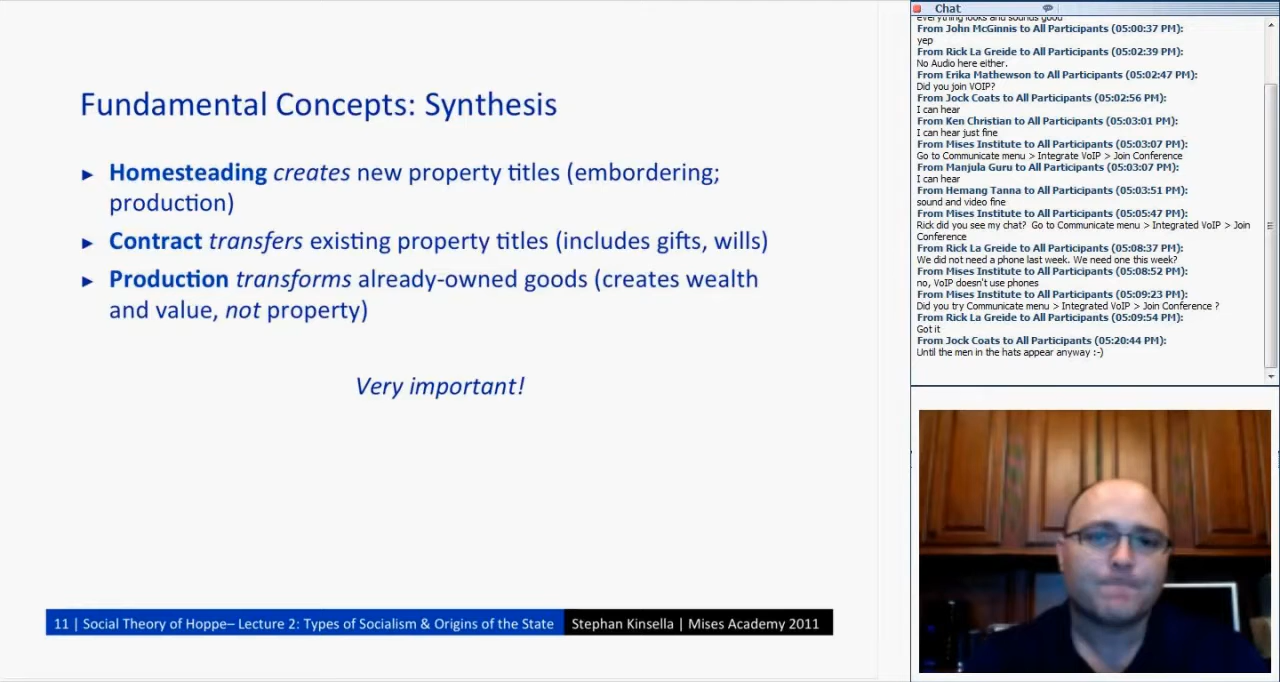 Fundamental Concepts: Synthesis
► Homesteading creates new property titles (embordering;
production)
► Contract transfers existing property titles (includes gifts, wills)
► Production transforms already-owned goods (creates wealth
and value, not property)
Very important!
11 | Social Theory of Hoppe– Lecture 2: Types of Socialism & Origins of the State
Stephan Kinsella | Mises Academy 2011
Chat
everything looks and sounds good
From John McGinnis to All Participants (05:00:37 PM):
yep
From Rick La Greide to All Participants (05:02:39 PM):
No Audio here either.
From Erika Mathewson to All Participants (05:02:47 PM):
Did you join VOIP?
From Jock Coats to All Participants (05:02:56 PM):
I can hear
From Ken Christian to All Participants (05:03:01 PM):
I can hear just fine
From Mises Institute to All Participants (05:03:07 PM):
Go to Communicate menu > Integrate VoIP > Join Conference
From Manjula Guru to All Participants (05:03:07 PM):
I can hear
From Hemang Tanna to All Participants (05:03:51 PM):
sound and video fine
From Mises Institute to All Participants (05:05:47 PM):
Rick did you see my chat? Go to Communicate menu > Integrated VoIP > Join
Conference
From Rick La Greide to All Participants (05:08:37 PM):
We did not need a phone last week. We need one this week?
From Mises Institute to All Participants (05:08:52 PM):
no, VoIP doesn't use phones
From Mises Institute to All Participants (05:09:23 PM):
Did you try Communicate menu > Integrated VoIP > Join Conference ?
From Rick La Greide to All Participants (05:09:54 PM):
Got it
From Jock Coats to All Participants (05:20:44 PM):
Until the men in the hats appear anyway :-)